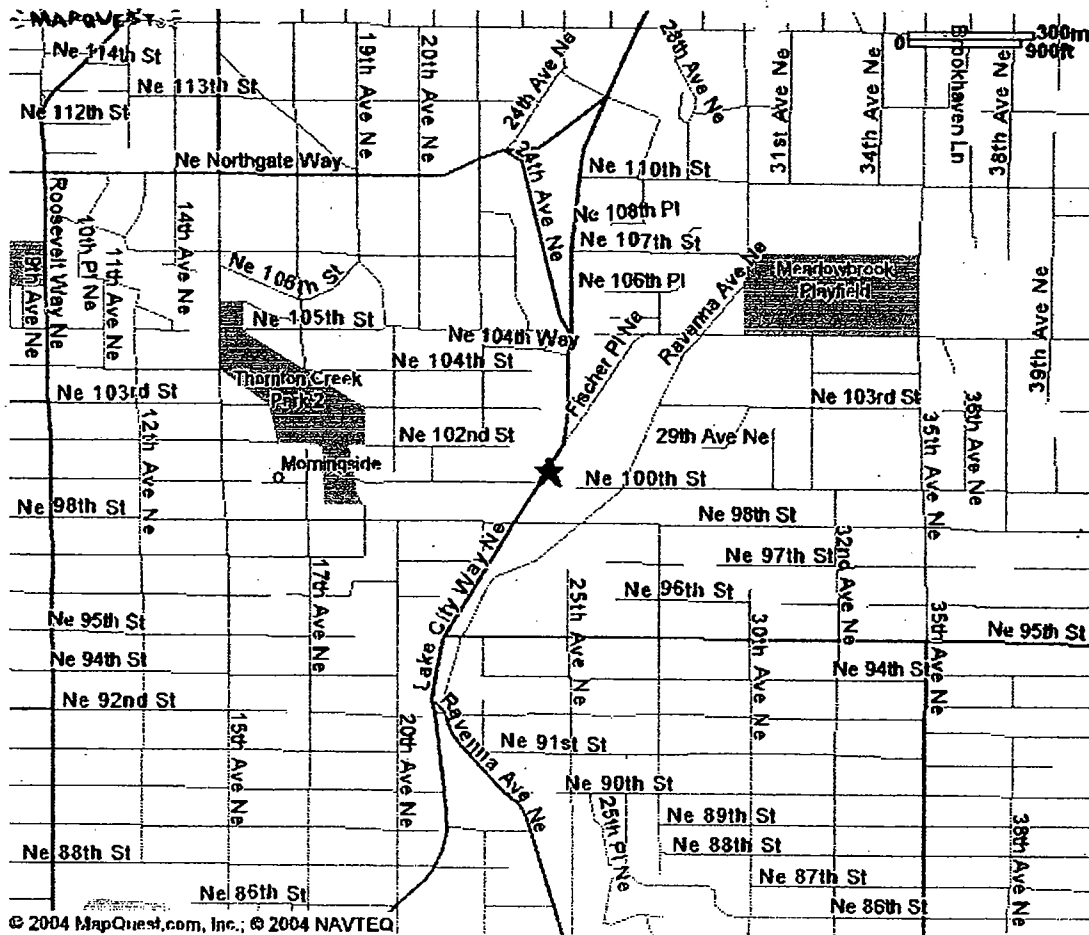 MAPQUEST
Ne 114th St
Ne 113th St
Ne 112th St
19th Ave Ne
20th Ave Ne
24th Ave Ne
28th Ave Ne
31st Ave Ne
34th Ave Ne
Brookhaven Ln
38th Ave Ne
0
300m
900ft
Ne Northgate Way
24th Ave Ne
Ne 110th St
Roosevelt Way Ne
10th Pl Ne
11th Ave Ne
14th Ave Ne
9th Ave Ne
Ne 108th Pl
Ne 107th St
Ne 106th St
Ne 106th Pl
Ravenna Ave Ne
Meadowbrook
Playfield
39th Ave Ne
Ne 105th St
Ne 104th Way
Fischer Pl Ne
Ne 104th St
Thornton Creek
Park 2
Ne 103rd St
Ne 103rd St
12th Ave Ne
Ne 102nd St
29th Ave Ne
35th Ave Ne
36th Ave Ne
Morningside
Ne 100th St
Ne 98th St
Ne 98th St
Lake City Way Ne
32nd Ave Ne
Ne 97th St
17th Ave Ne
25th Ave Ne
Ne 96th St
Ne 95th St
30th Ave Ne
35th Ave Ne
Ne 95th St
Ne 94th St
Ne 94th St
Ne 92nd St
15th Ave Ne
20th Ave Ne
Ravenna Ave Ne
Ne 91st St
Ne 90th St
25th Pl Ne
Ne 89th St
38th Ave Ne
Ne 88th St
Ne 88th St
Ne 87th St
Ne 86th St
Ne 86th St
© 2004 MapQuest.com, Inc.; © 2004 NAVTEQ